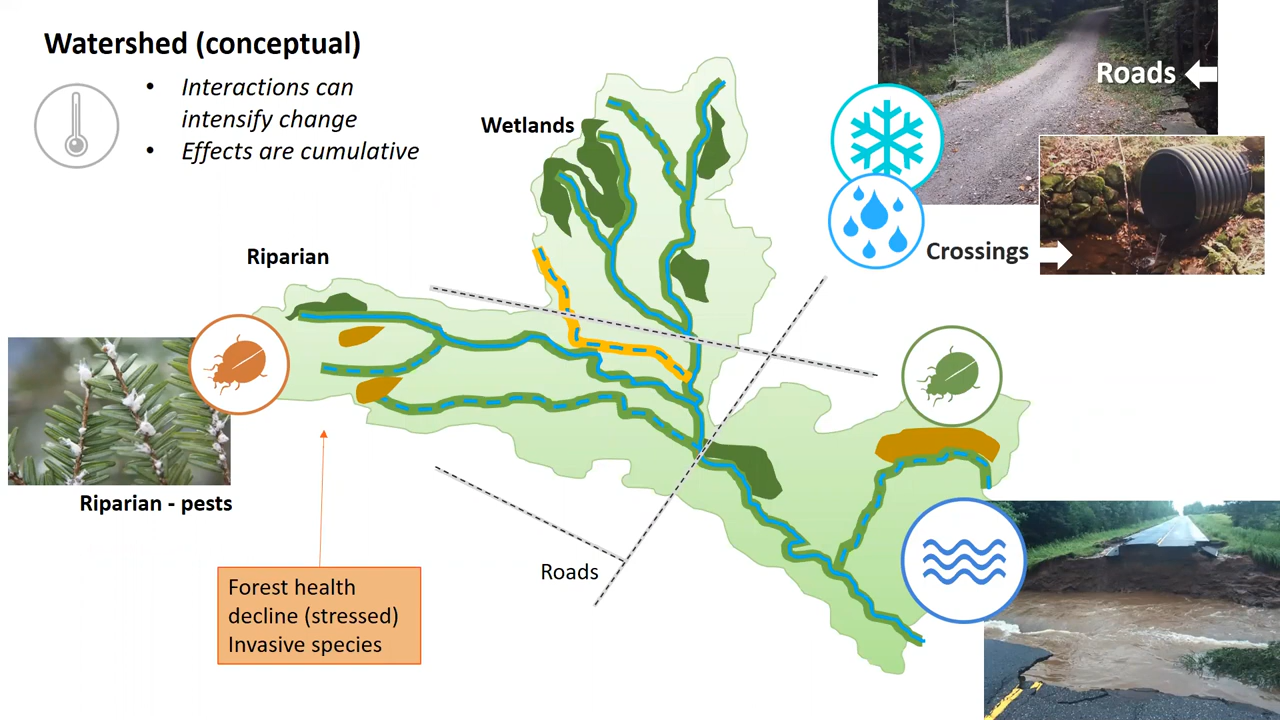 Watershed (conceptual)
• Interactions can
intensify change
• Effects are cumulative
Wetlands
Roads
Crossings
Riparian
Riparian - pests
Forest health
decline (stressed)
Invasive species
Roads